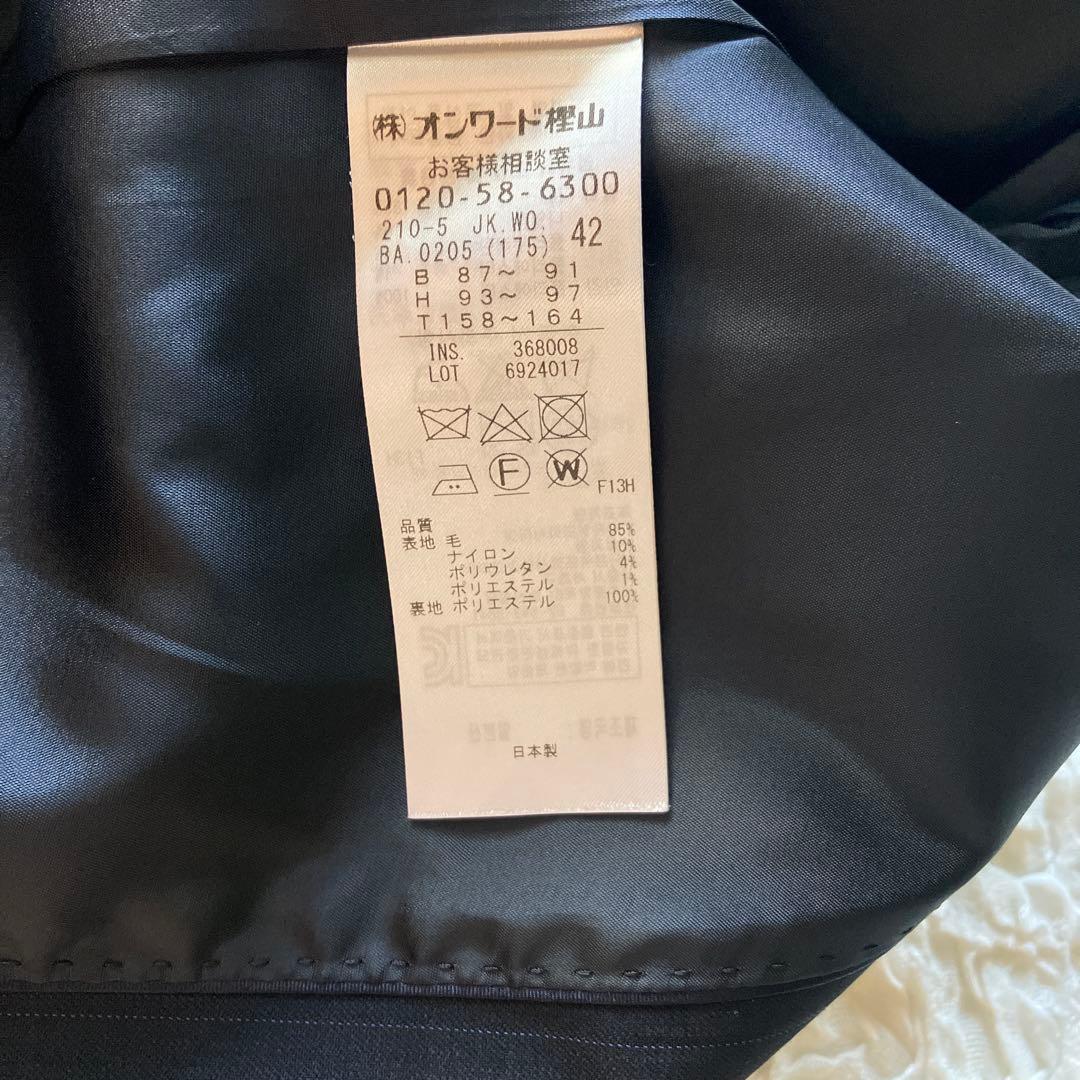 (株)オンワード樫山
お客様相談室
0120-58-6300
210-5 JK.WO.
BA.0205 (175) 42
B 87～ 91
H 93～ 97
T158～164
INS. 368008
LOT 6924017
F
W
F13H
品質
表地 毛 85%
ナイロン 10%
ポリウレタン 4%
ポリエステル 1%
裏地 ポリエステル 100%
日本製